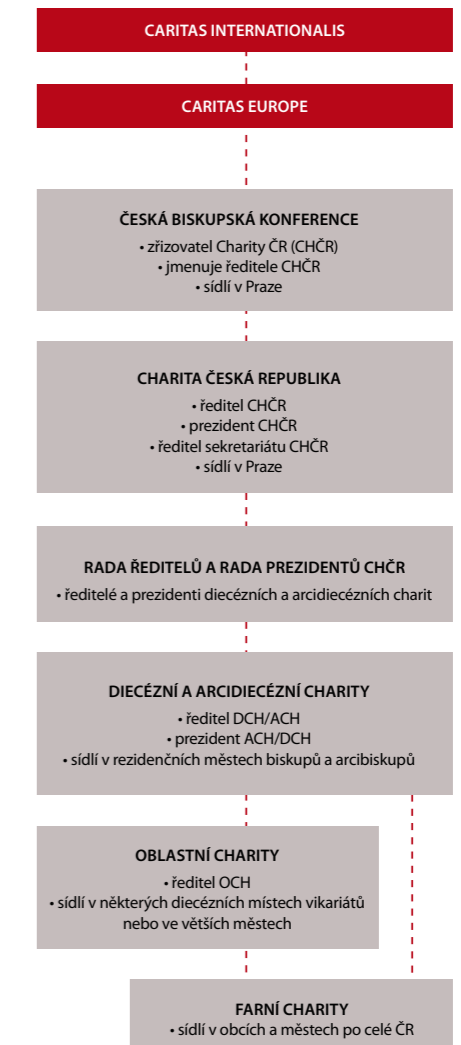 CARITAS INTERNATIONALIS
CARITAS EUROPE
ČESKÁ BISKUPSKÁ KONFERENCE
• zřizovatel Charity ČR (CHČR)
• jmenuje ředitele CHČR
• sídlí v Praze
CHARITA ČESKÁ REPUBLIKA
• ředitel CHČR
• prezident CHČR
• ředitel sekretariátu CHČR
• sídlí v Praze
RADA ŘEDITELŮ A RADA PREZIDENTŮ CHČR
• ředitelé a prezidenti diecézních a arcidiecézních charit
DIECÉZNÍ A ARCIDIECÉZNÍ CHARITY
• ředitel DCH/ACH
• prezident ACH/DCH
• sídlí v rezidenčních městech biskupů a arcibiskupů
OBLASTNÍ CHARITY
• ředitel OCH
• sídlí v některých diecézních místech vikariátů
nebo ve větších městech
FARNÍ CHARITY
• sídlí v obcích a městech po celé ČR